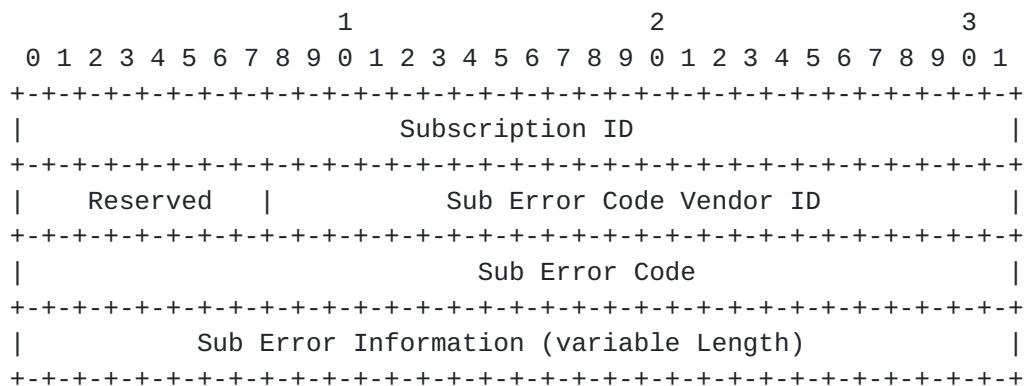 1                   2                   3
 0 1 2 3 4 5 6 7 8 9 0 1 2 3 4 5 6 7 8 9 0 1 2 3 4 5 6 7 8 9 0 1
+-+-+-+-+-+-+-+-+-+-+-+-+-+-+-+-+-+-+-+-+-+-+-+-+-+-+-+-+-+-+-+-+
|                        Subscription ID                        |
+-+-+-+-+-+-+-+-+-+-+-+-+-+-+-+-+-+-+-+-+-+-+-+-+-+-+-+-+-+-+-+-+
|    Reserved   |           Sub Error Code Vendor ID            |
+-+-+-+-+-+-+-+-+-+-+-+-+-+-+-+-+-+-+-+-+-+-+-+-+-+-+-+-+-+-+-+-+
|                             Sub Error Code                    |
+-+-+-+-+-+-+-+-+-+-+-+-+-+-+-+-+-+-+-+-+-+-+-+-+-+-+-+-+-+-+-+-+
|           Sub Error Information (variable Length)             |
+-+-+-+-+-+-+-+-+-+-+-+-+-+-+-+-+-+-+-+-+-+-+-+-+-+-+-+-+-+-+-+-+